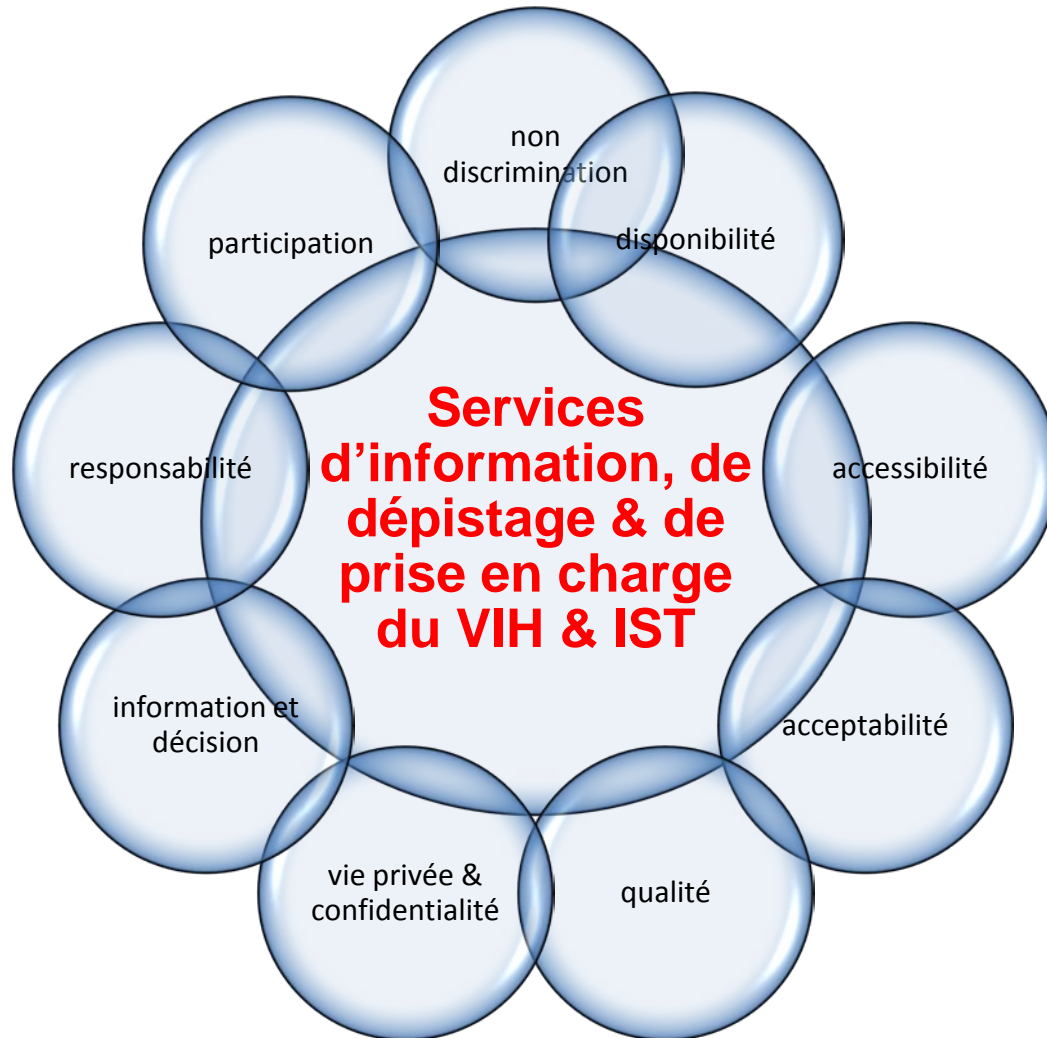 non
discrimination
disponibilité
participation
accessibilité
responsabilité
Services
d’information, de
dépistage & de
prise en charge
du VIH & IST
information et
décision
acceptabilité
vie privée &
confidentialité
qualité